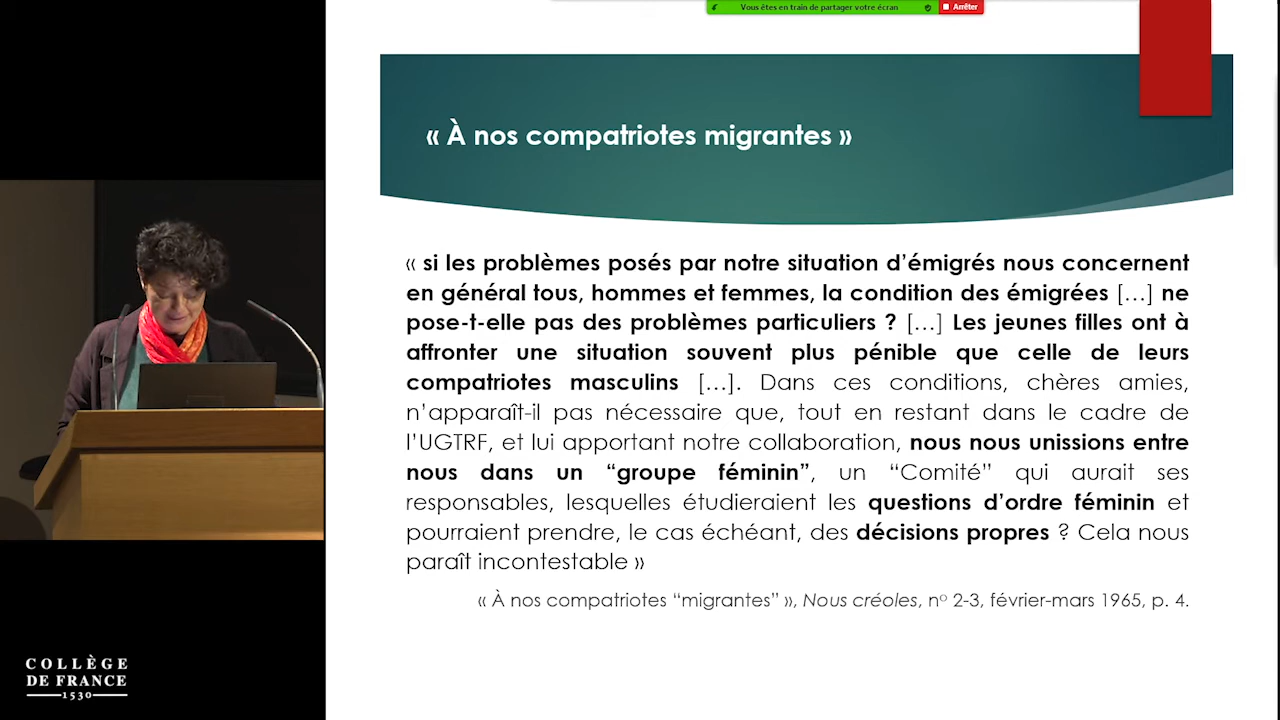 Vous êtes en train de partager votre écran
Arrêter
« À nos compatriotes migrantes »
« si les problèmes posés par notre situation d’émigrés nous concernent
en général tous, hommes et femmes, la condition des émigrées […] ne
pose-t-elle pas des problèmes particuliers ? […] Les jeunes filles ont à
affronter une situation souvent plus pénible que celle de leurs
compatriotes masculins […]. Dans ces conditions, chères amies,
n’apparaît-il pas nécessaire que, tout en restant dans le cadre de
l’UGTRF, et lui apportant notre collaboration, nous nous unissions entre
nous dans un “groupe féminin”, un “Comité” qui aurait ses
responsables, lesquelles étudieraient les questions d’ordre féminin et
pourraient prendre, le cas échéant, des décisions propres ? Cela nous
paraît incontestable »
« À nos compatriotes “migrantes” », Nous créoles, nº 2-3, février-mars 1965, p. 4.
COLLÈGE
DE FRANCE
1530